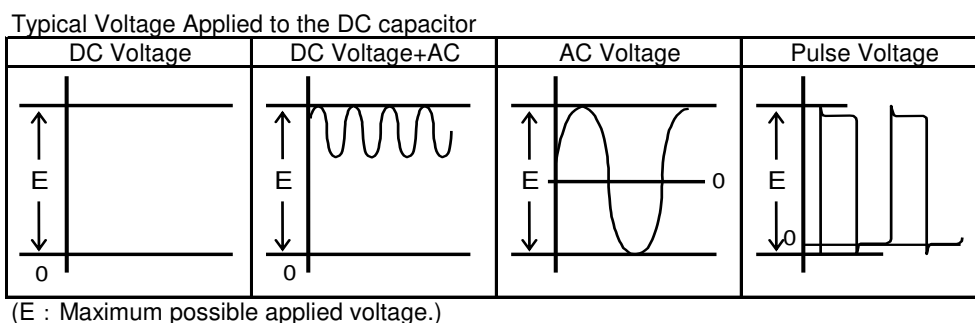 Typical Voltage Applied to the DC capacitor
DC Voltage
DC Voltage+AC
AC Voltage
Pulse Voltage
E
0
E
0
E
0
E
0
(E : Maximum possible applied voltage.)